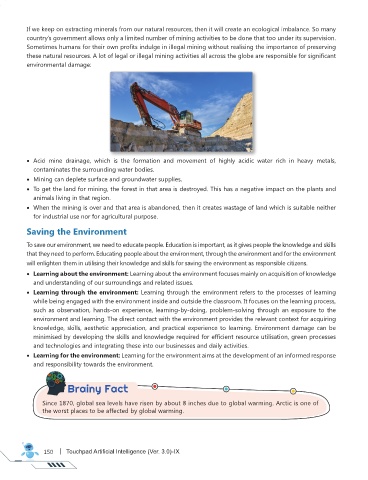 If we keep on extracting minerals from our natural resources, then it will create an ecological imbalance. So many
country's government allows only a limited number of mining activities to be done that too under its supervision.
Sometimes humans for their own profits indulge in illegal mining without realising the importance of preserving
these natural resources. A lot of legal or illegal mining activities all across the globe are responsible for significant
environmental damage:
• Acid mine drainage, which is the formation and movement of highly acidic water rich in heavy metals,
contaminates the surrounding water bodies.
• Mining can deplete surface and groundwater supplies.
• To get the land for mining, the forest in that area is destroyed. This has a negative impact on the plants and
animals living in that region.
• When the mining is over and that area is abandoned, then it creates wastage of land which is suitable neither
for industrial use nor for agricultural purpose.
Saving the Environment
To save our environment, we need to educate people. Education is important, as it gives people the knowledge and skills
that they need to perform. Educating people about the environment, through the environment and for the environment
will enlighten them in utilising their knowledge and skills for saving the environment as responsible citizens.
• Learning about the environment: Learning about the environment focuses mainly on acquisition of knowledge
and understanding of our surroundings and related issues.
• Learning through the environment: Learning through the environment refers to the processes of learning
while being engaged with the environment inside and outside the classroom. It focuses on the learning process,
such as observation, hands-on experience, learning-by-doing, problem-solving through an exposure to the
environment and learning. The direct contact with the environment provides the relevant context for acquiring
knowledge, skills, aesthetic appreciation, and practical experience to learning. Environment damage can be
minimised by developing the skills and knowledge required for efficient resource utilisation, green processes
and technologies and integrating these into our businesses and daily activities.
• Learning for the environment: Learning for the environment aims at the development of an informed response
and responsibility towards the environment.
Brainy Fact
Since 1870, global sea levels have risen by about 8 inches due to global warming. Arctic is one of
the worst places to be affected by global warming.
150 | Touchpad Artificial Intelligence (Ver. 3.0)-IX